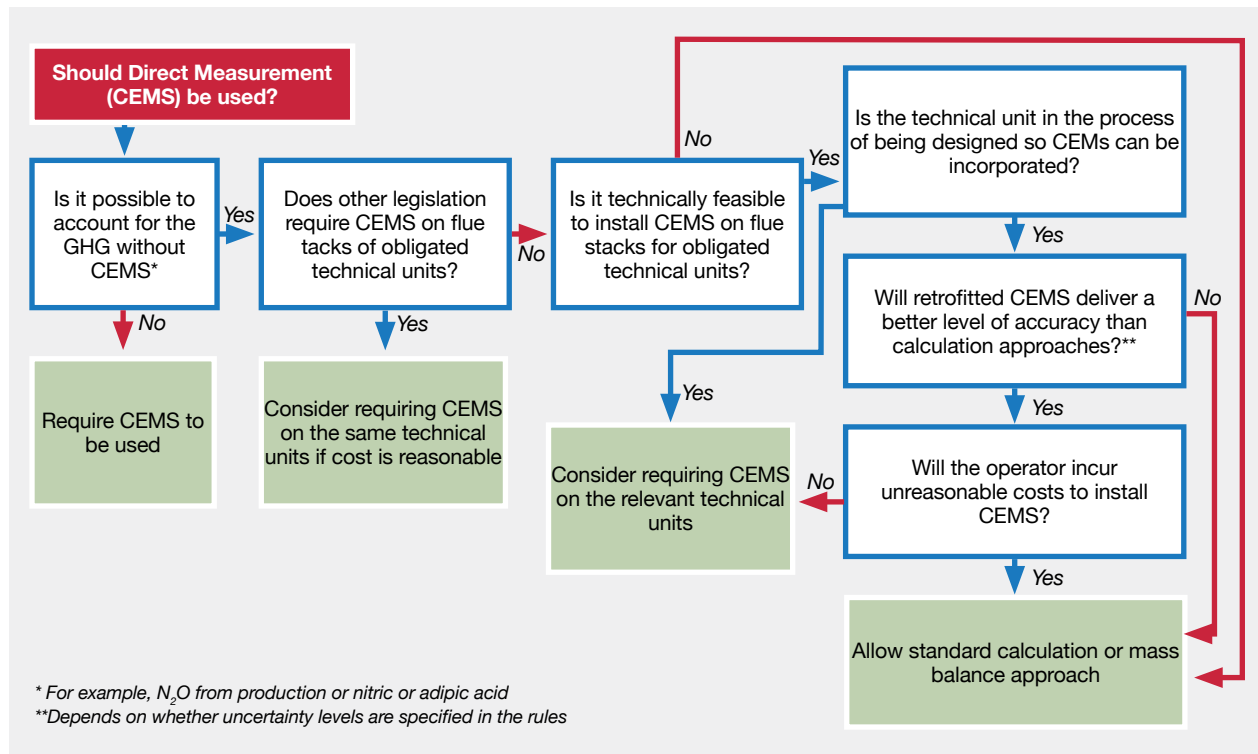 Should Direct Measurement
(CEMS) be used?
Is it possible to
account for the
GHG without
CEMS*
Yes
No
Require CEMS to
be used
Does other legislation
require CEMS on flue
tacks of obligated
technical units?
No
Yes
Consider requiring CEMS
on the same technical
units if cost is reasonable
Is it technically feasible
to install CEMS on flue
stacks for obligated
technical units?
No
Yes
Is the technical unit in the process
of being designed so CEMs can be
incorporated?
Yes
Yes
Will retrofitted CEMS deliver a
better level of accuracy than
calculation approaches?**
No
Yes
Will the operator incur
unreasonable costs to install
CEMS?
No
Consider requiring CEMS
on the relevant technical
units
Yes
Allow standard calculation or mass
balance approach
* For example, N₂O from production or nitric or adipic acid
**Depends on whether uncertainty levels are specified in the rules